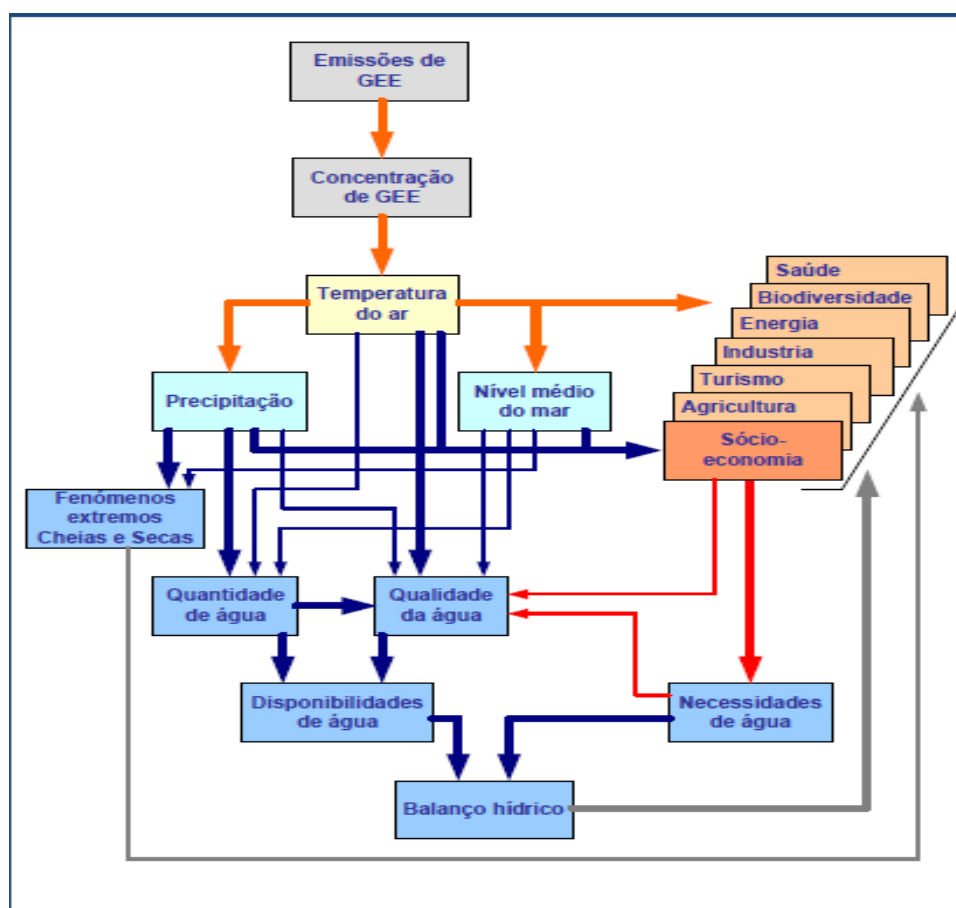 Emissões de
GEE
Concentração
de GEE
Temperatura
do ar
Saúde
Biodiversidade
Energia
Industria
Turismo
Agricultura
Sócio-
economia
Precipitação
Nível médio
do mar
Fenómenos
extremos
Cheias e Secas
Quantidade
de água
Qualidade
da água
Disponibilidades
de água
Necessidades
de água
Balanço hídrico